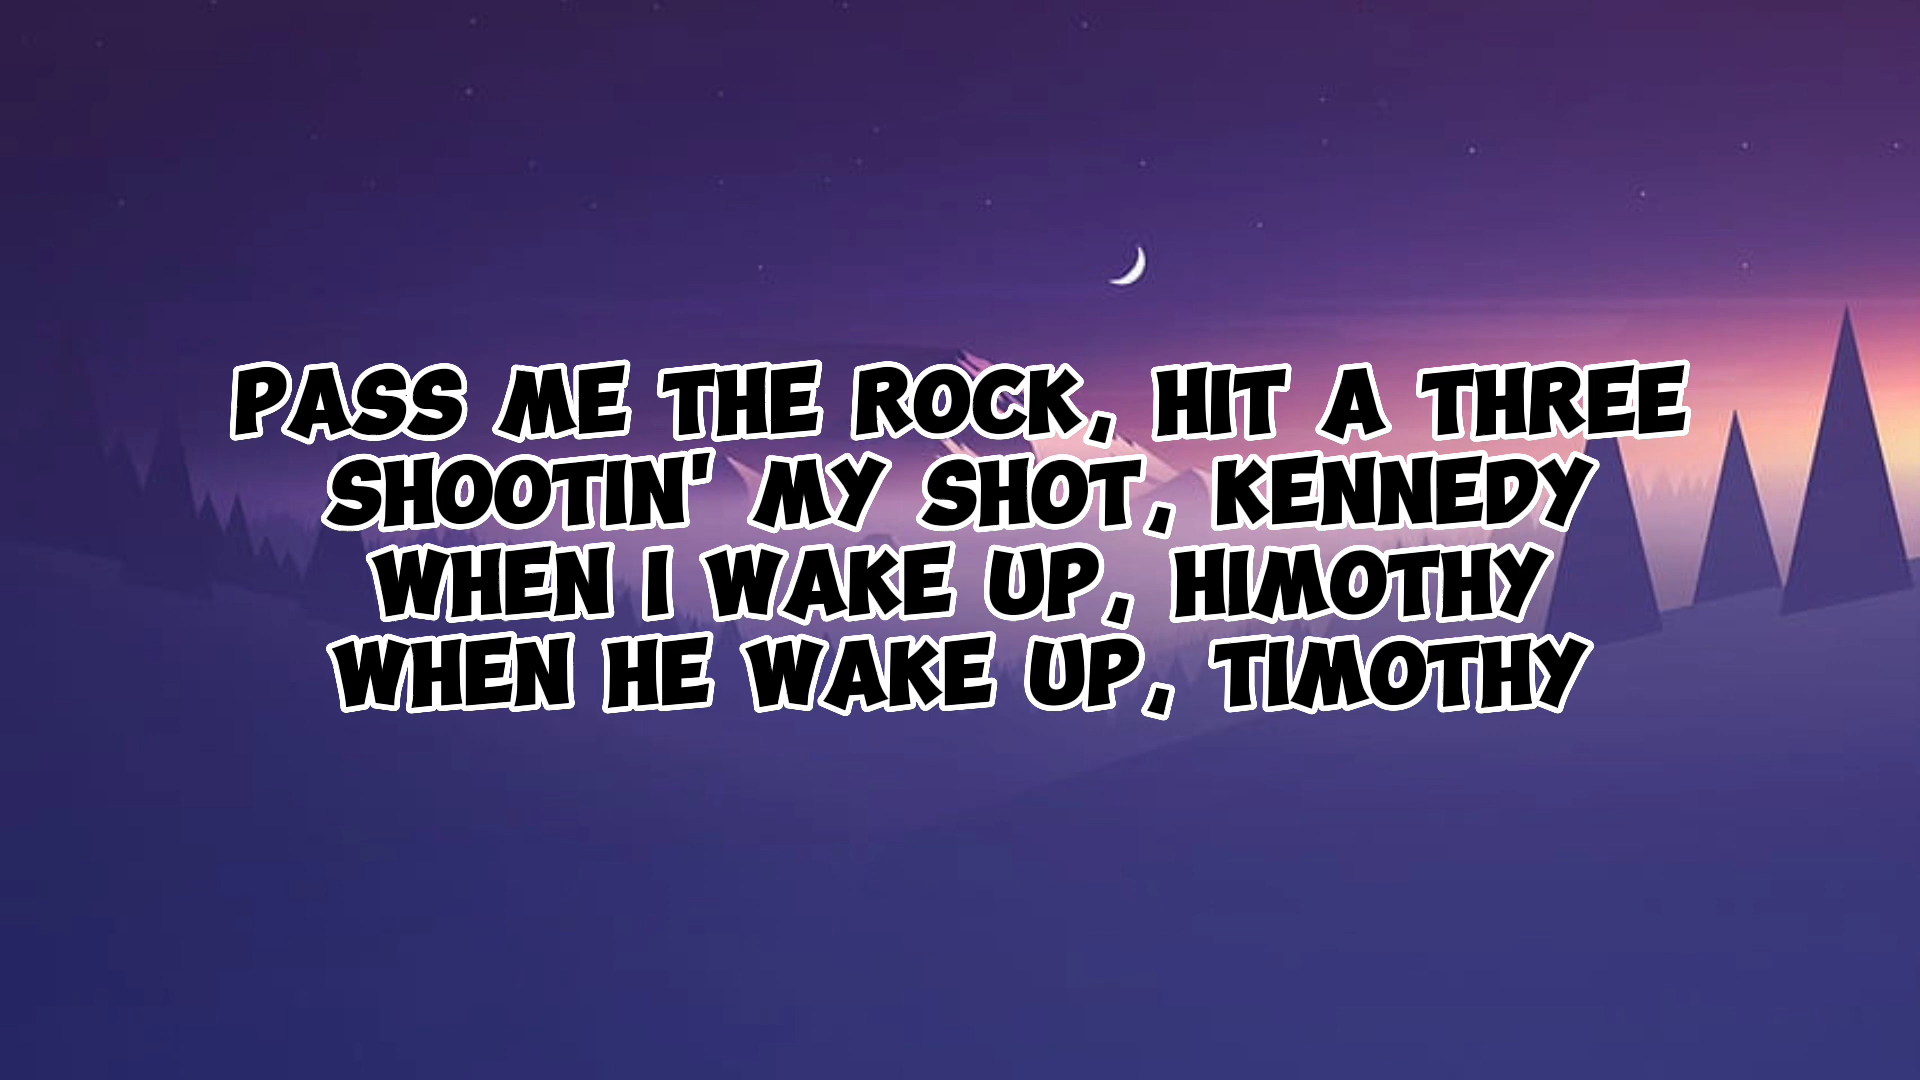 PASS ME THE ROCK, HIT A THREE
SHOOTIN' MY SHOT, KENNEDY
WHEN I WAKE UP, HIMOTHY
WHEN HE WAKE UP, TIMOTHY